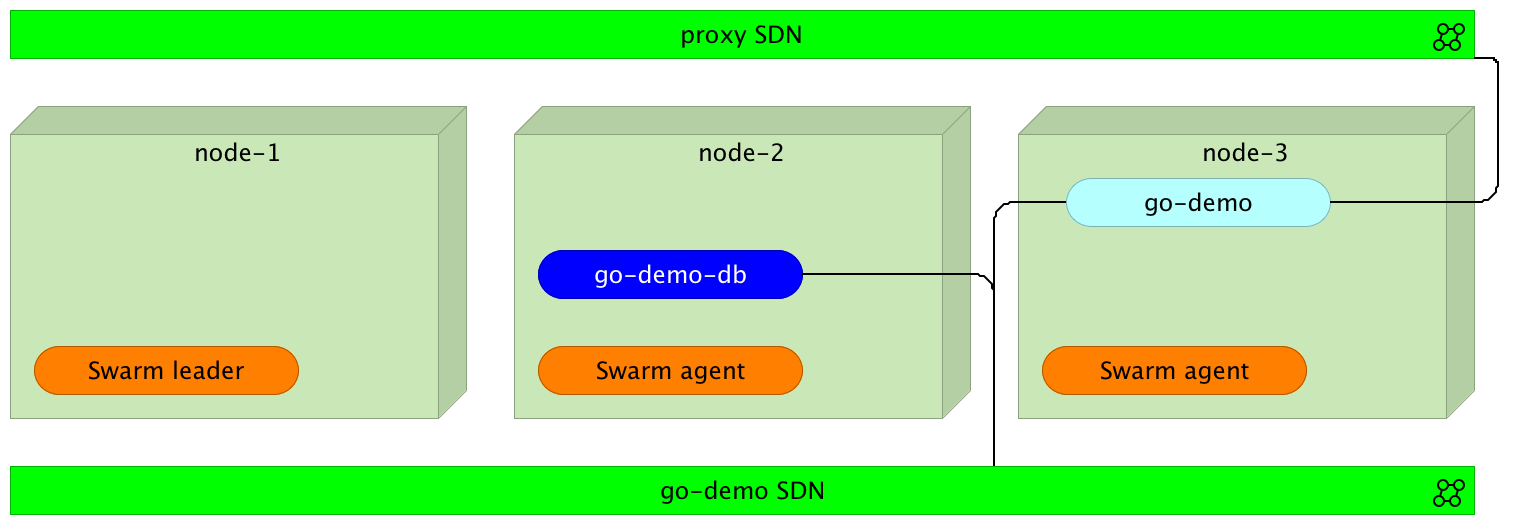 proxy SDN
node-1
node-2
node-3
go-demo
go-demo-db
Swarm leader
Swarm agent
Swarm agent
go-demo SDN